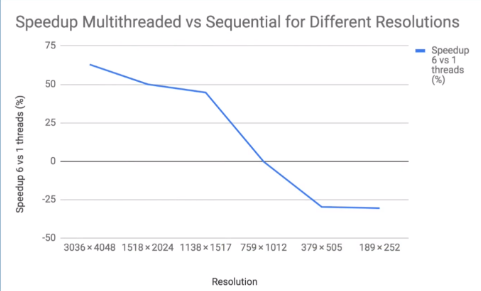 Speedup Multithreaded vs Sequential for Different Resolutions
75
50
25
0
-25
-50
Speedup 6 vs 1 threads (%)
3036×4048 1518×2024 1138×1517 759×1012 379×505 189×252
Resolution
Speedup
6 vs 1
threads
(%)